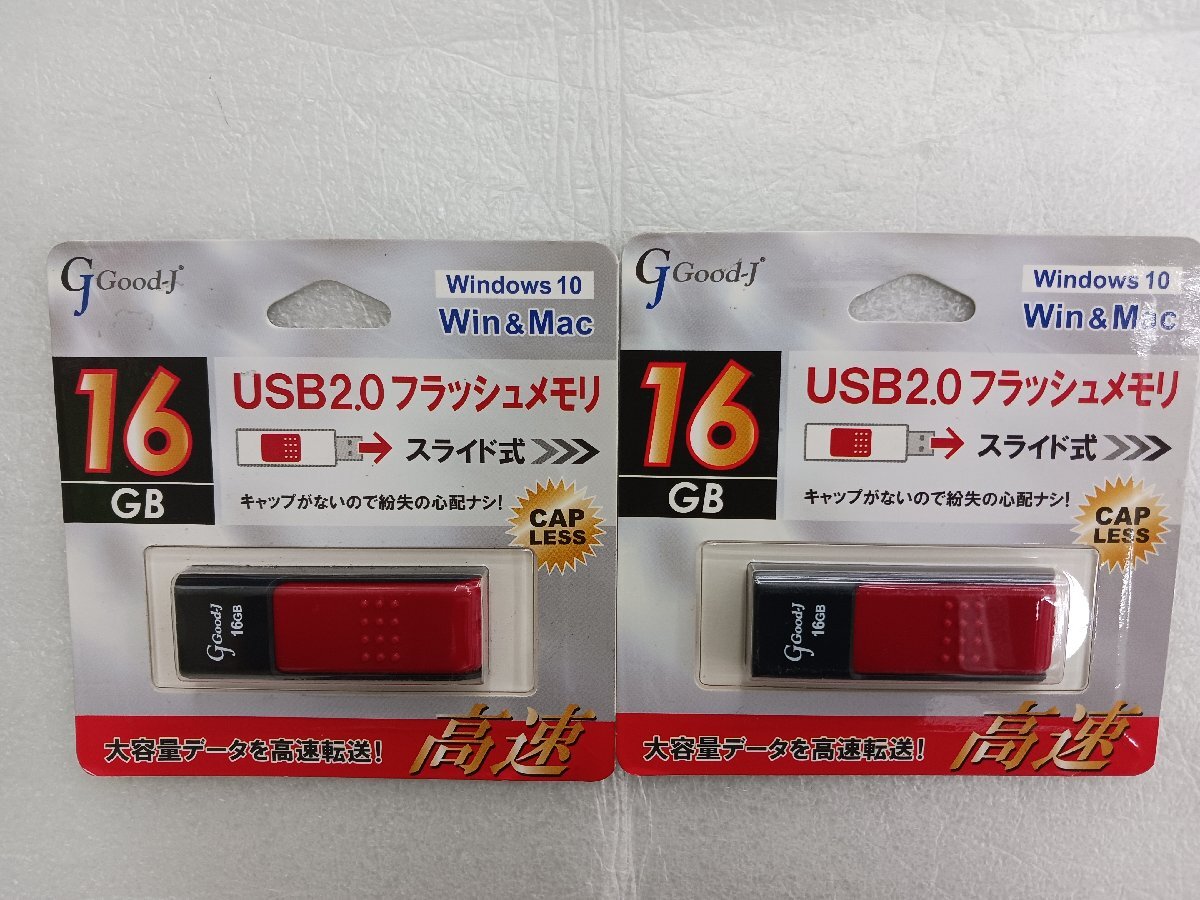 GJ Good-J
Windows 10
Win & Mac
16
GB
USB2.0 フラッシュメモリ
スライド式
キャップがないので紛失の心配ナシ!
CAP
LESS
Good-J
16GB
大容量データを高速転送!
高速
GJ Good-J
Windows 10
Win & Mac
16
GB
USB2.0 フラッシュメモリ
スライド式
キャップがないので紛失の心配ナシ!
CAP
LESS
Good-J
16GB
大容量データを高速転送!
高速